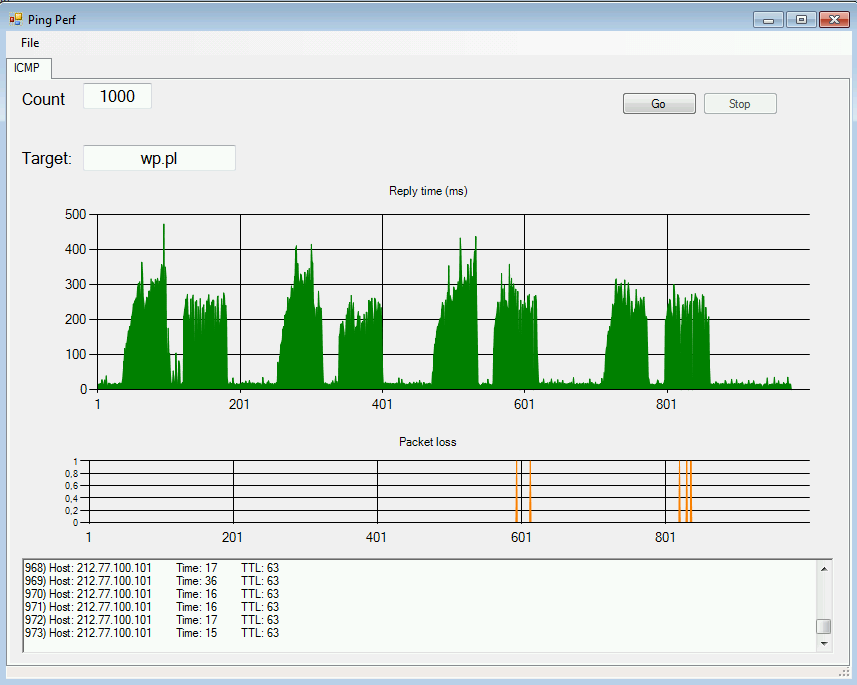 Ping Perf
File
ICMP
Count 1000 Go Stop
Target: wp.pl
Reply time (ms)
500
400
300
200
100
0
1 201 401 601 801
Packet loss
1
0,8
0,6
0,4
0,2
0
1 201 401 601 801
968) Host: 212.77.100.101 Time: 17 TTL: 63
969) Host: 212.77.100.101 Time: 36 TTL: 63
970) Host: 212.77.100.101 Time: 16 TTL: 63
971) Host: 212.77.100.101 Time: 16 TTL: 63
972) Host: 212.77.100.101 Time: 17 TTL: 63
973) Host: 212.77.100.101 Time: 15 TTL: 63